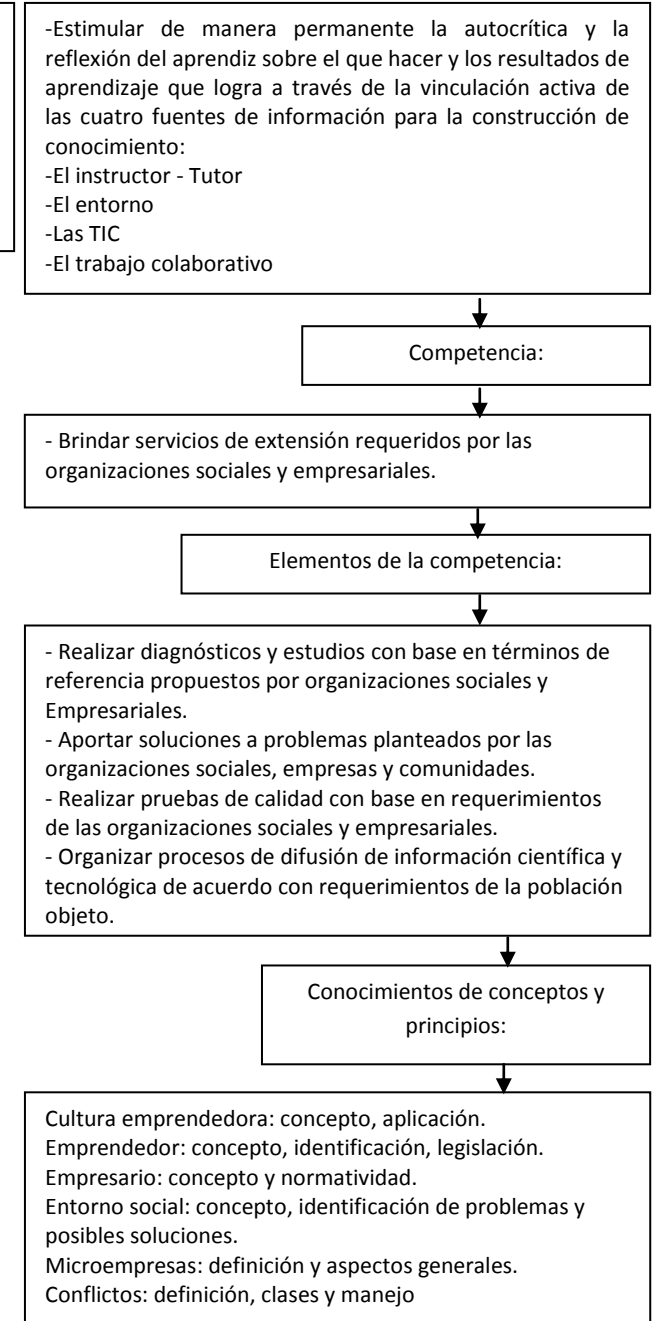 -Estimular de manera permanente la autocrítica y la
reflexión del aprendiz sobre el que hacer y los resultados de
aprendizaje que logra a través de la vinculación activa de
las cuatro fuentes de información para la construcción de
conocimiento:
-El instructor - Tutor
-El entorno
-Las TIC
-El trabajo colaborativo
Competencia:
- Brindar servicios de extensión requeridos por las
organizaciones sociales y empresariales.
Elementos de la competencia:
- Realizar diagnósticos y estudios con base en términos de
referencia propuestos por organizaciones sociales y
Empresariales.
- Aportar soluciones a problemas planteados por las
organizaciones sociales, empresas y comunidades.
- Realizar pruebas de calidad con base en requerimientos
de las organizaciones sociales y empresariales.
- Organizar procesos de difusión de información científica y
tecnológica de acuerdo con requerimientos de la población
objeto.
Conocimientos de conceptos y
principios:
Cultura emprendedora: concepto, aplicación.
Emprendedor: concepto, identificación, legislación.
Empresario: concepto y normatividad.
Entorno social: concepto, identificación de problemas y
posibles soluciones.
Microempresas: definición y aspectos generales.
Conflictos: definición, clases y manejo